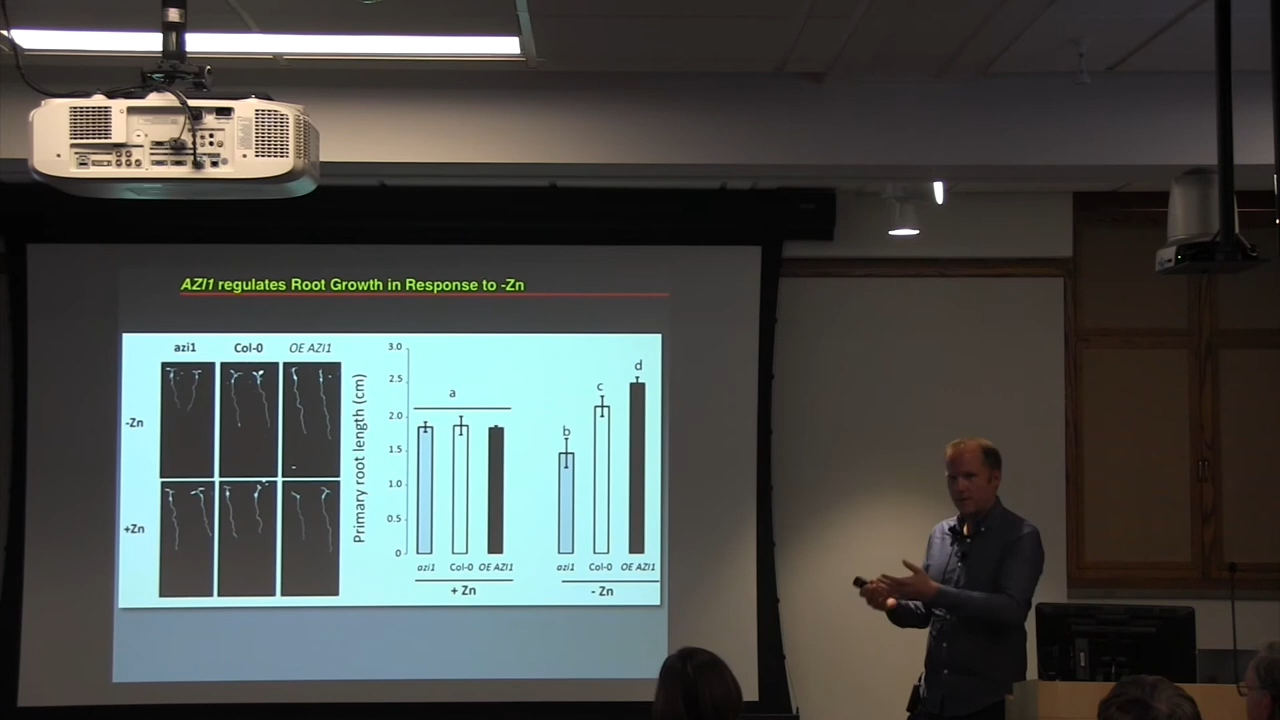 AZI1 regulates Root Growth in Response to -Zn
azi1 Col-0 OE AZI1
-Zn
+Zn
Primary root length (cm)
3.0
2.5
2.0
1.5
1.0
0.5
0
a
b
c
d
azi1 Col-0 OE AZI1
+ Zn
azi1 Col-0 OE AZI1
- Zn